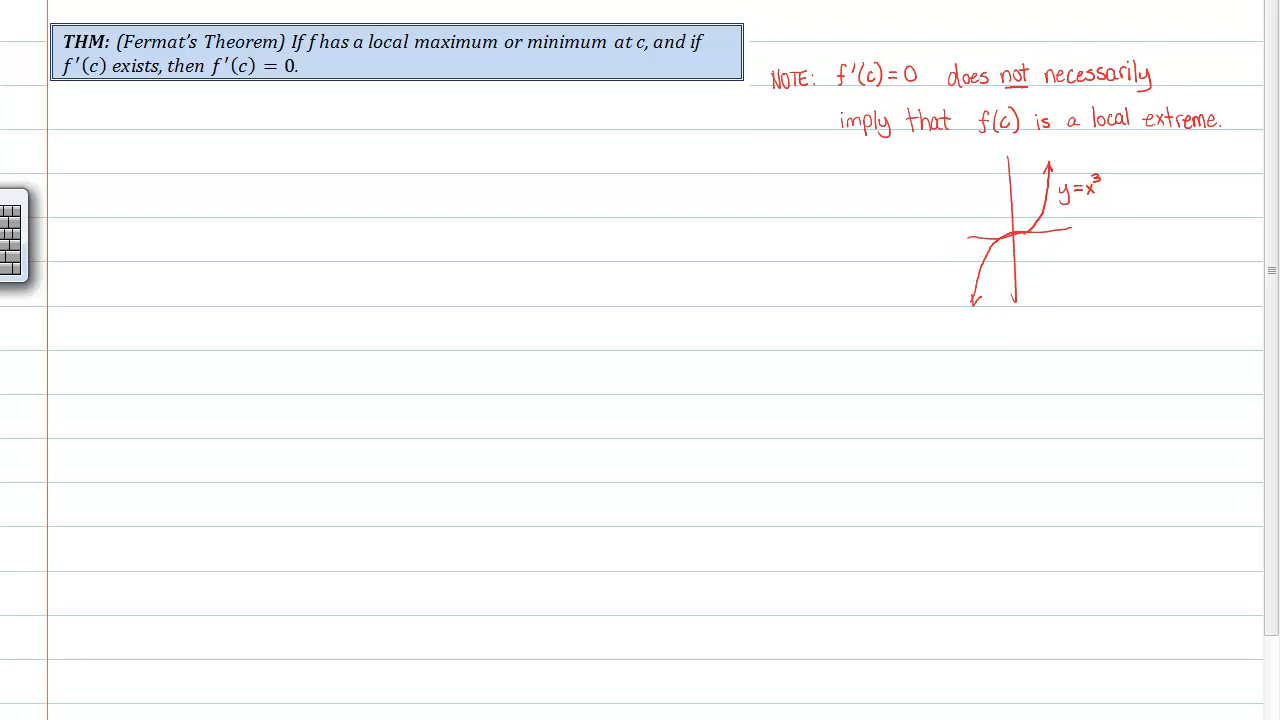 THM: (Fermat's Theorem) If f has a local maximum or minimum at c, and if
f′(c) exists, then f′(c) = 0.
NOTE: f'(c)=0 does not necessarily
imply that f(c) is a local extreme.
y=x³